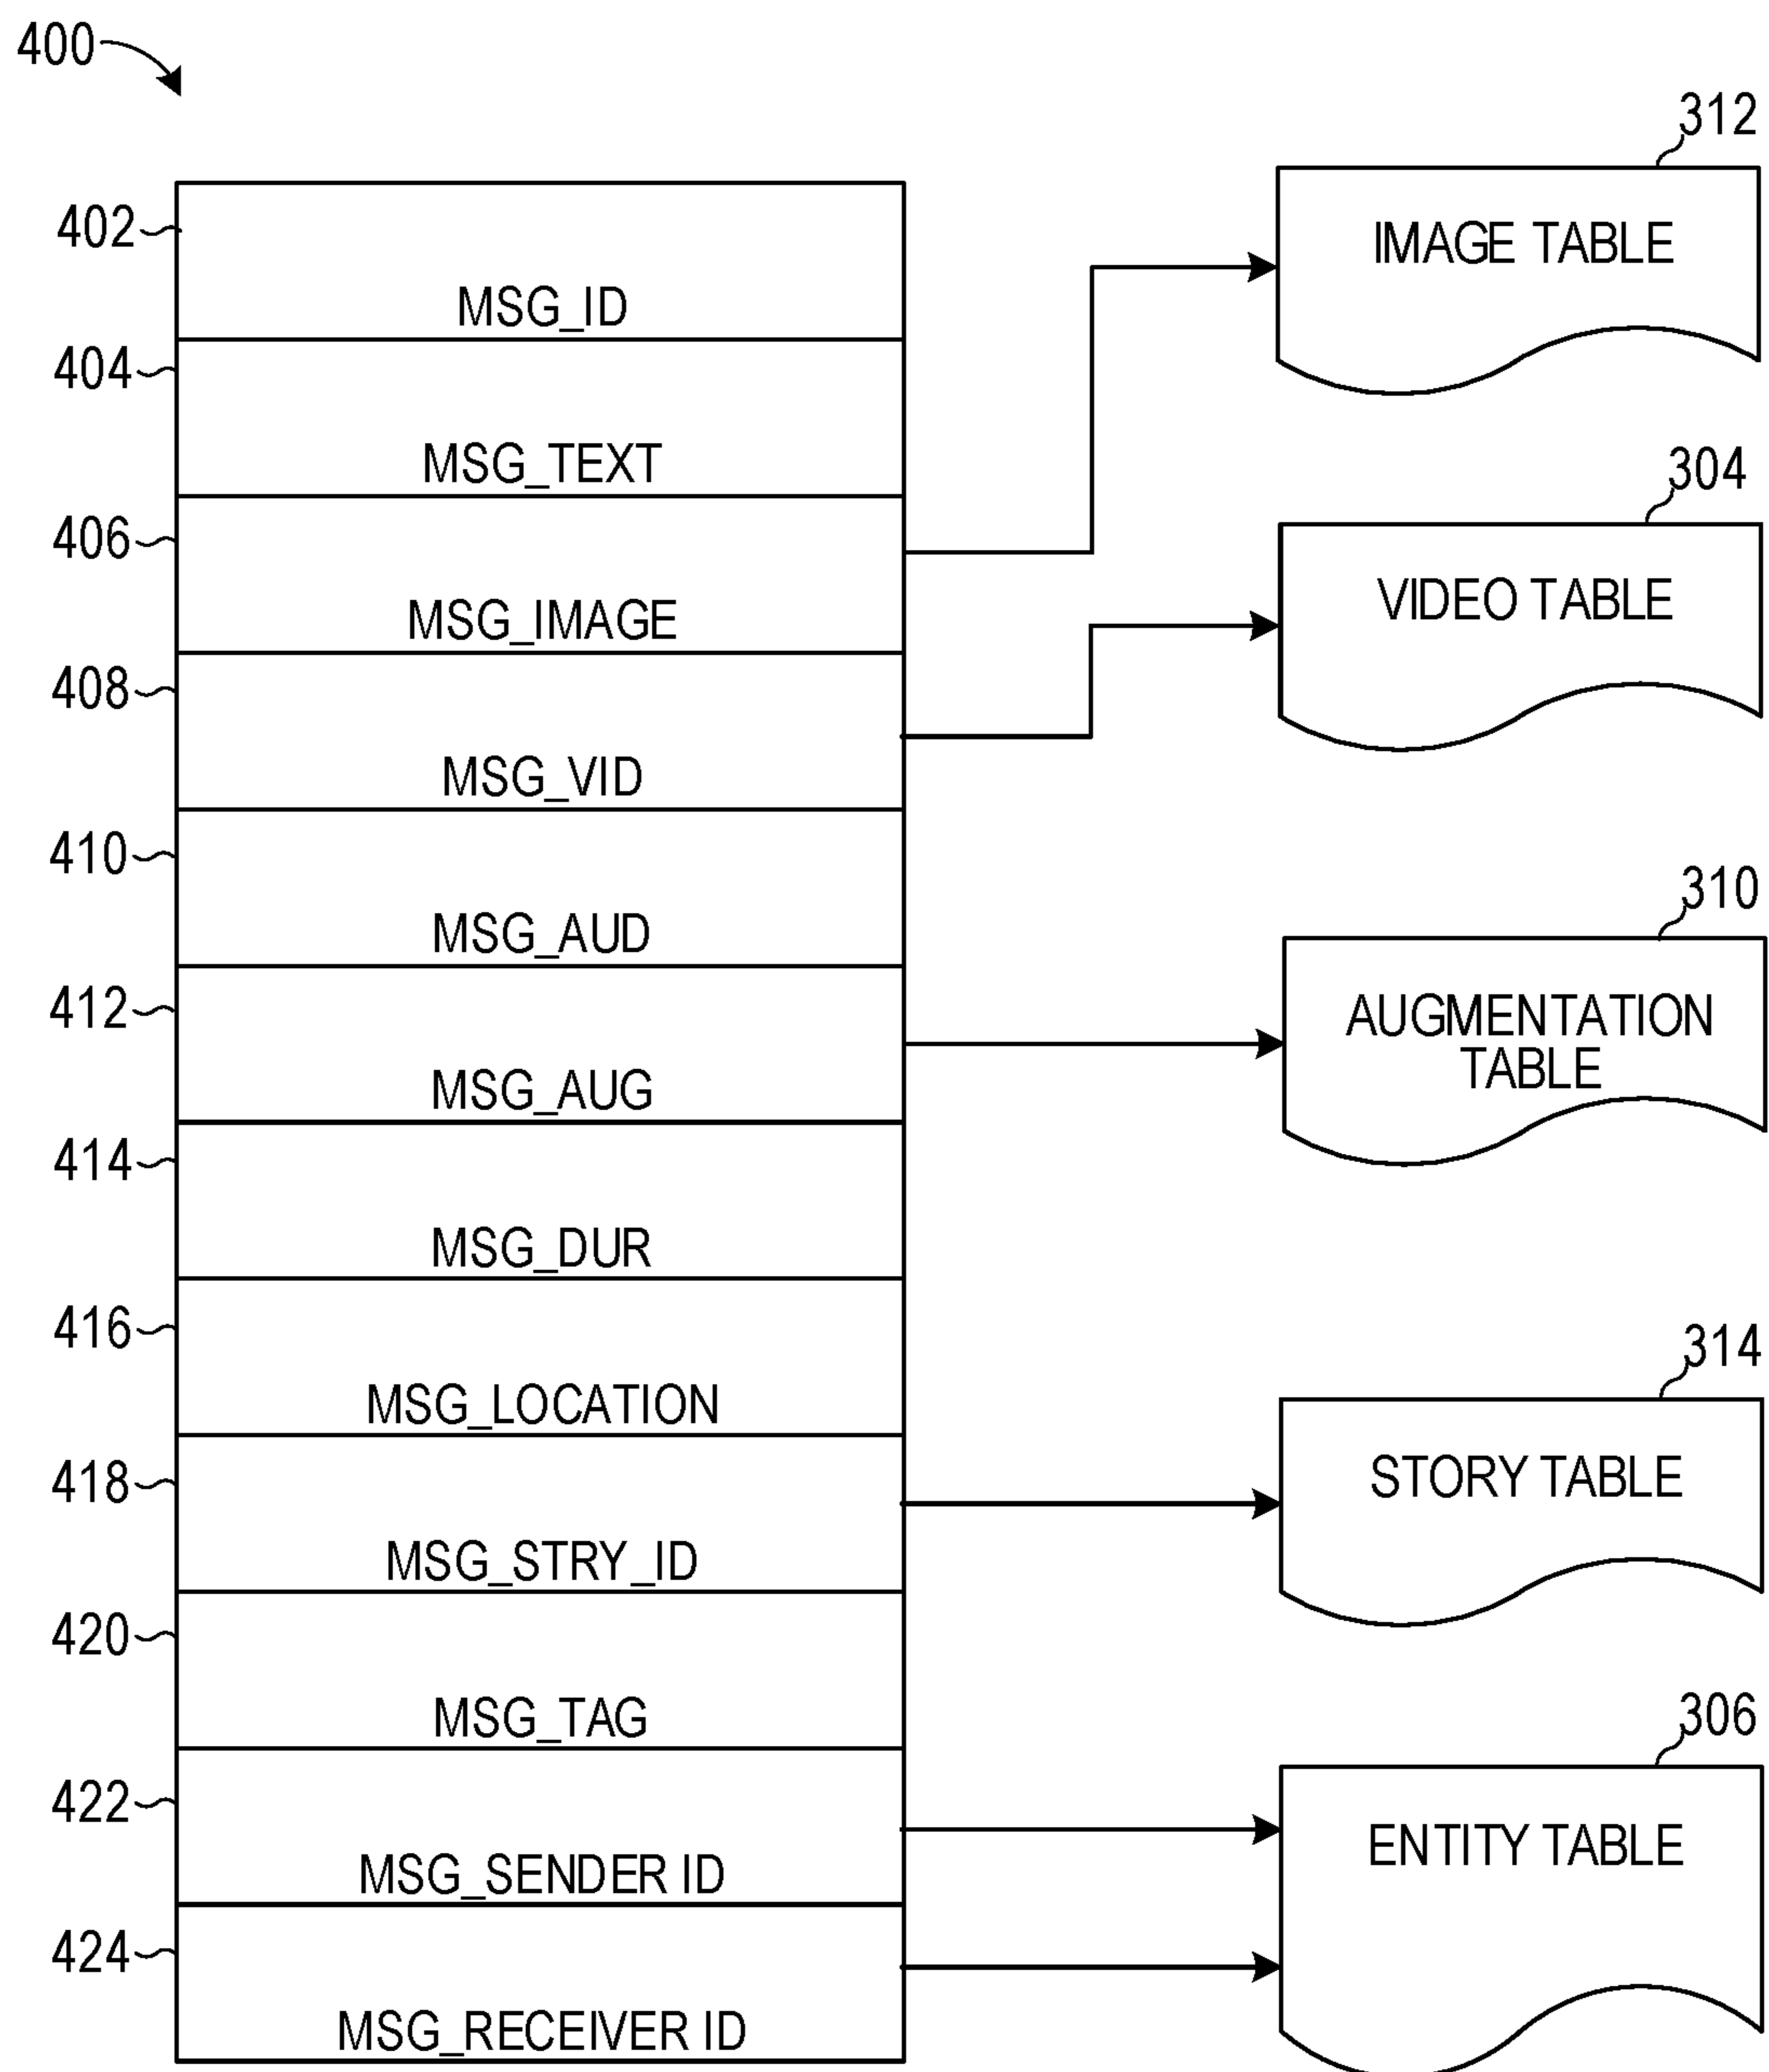 400
312
402
IMAGE TABLE
MSG_ID
404
304
MSG_TEXT
406
VIDEO TABLE
MSG_IMAGE
408
MSG_VID
410
310
MSG_AUD
412
AUGMENTATION
TABLE
MSG_AUG
414
MSG_DUR
416
314
MSG_LOCATION
418
STORY TABLE
MSG_STRY_ID
420
306
MSG_TAG
422
ENTITY TABLE
MSG_SENDER ID
424
MSG_RECEIVER ID